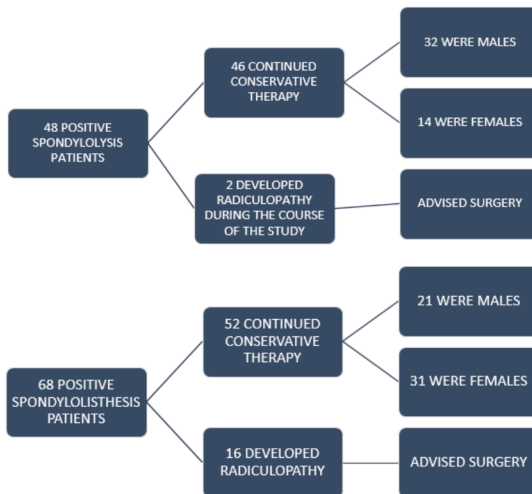 48 POSITIVE
SPONDYLOLYSIS
PATIENTS
46 CONTINUED
CONSERVATIVE
THERAPY
32 WERE MALES
14 WERE FEMALES
2 DEVELOPED
RADICULOPATHY
DURING THE COURSE
OF THE STUDY
ADVISED SURGERY
68 POSITIVE
SPONDYLOLISTHESIS
PATIENTS
52 CONTINUED
CONSERVATIVE
THERAPY
21 WERE MALES
31 WERE FEMALES
16 DEVELOPED
RADICULOPATHY
ADVISED SURGERY